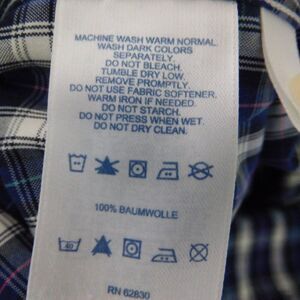 MACHINE WASH WARM NORMAL.
WASH DARK COLORS
SEPARATELY.
DO NOT BLEACH.
TUMBLE DRY LOW.
REMOVE PROMPTLY.
DO NOT USE FABRIC SOFTENER.
WARM IRON IF NEEDED.
DO NOT STARCH.
DO NOT PRESS WHEN WET.
DO NOT DRY CLEAN.
100% BAUMWOLLE
40
RN 62830